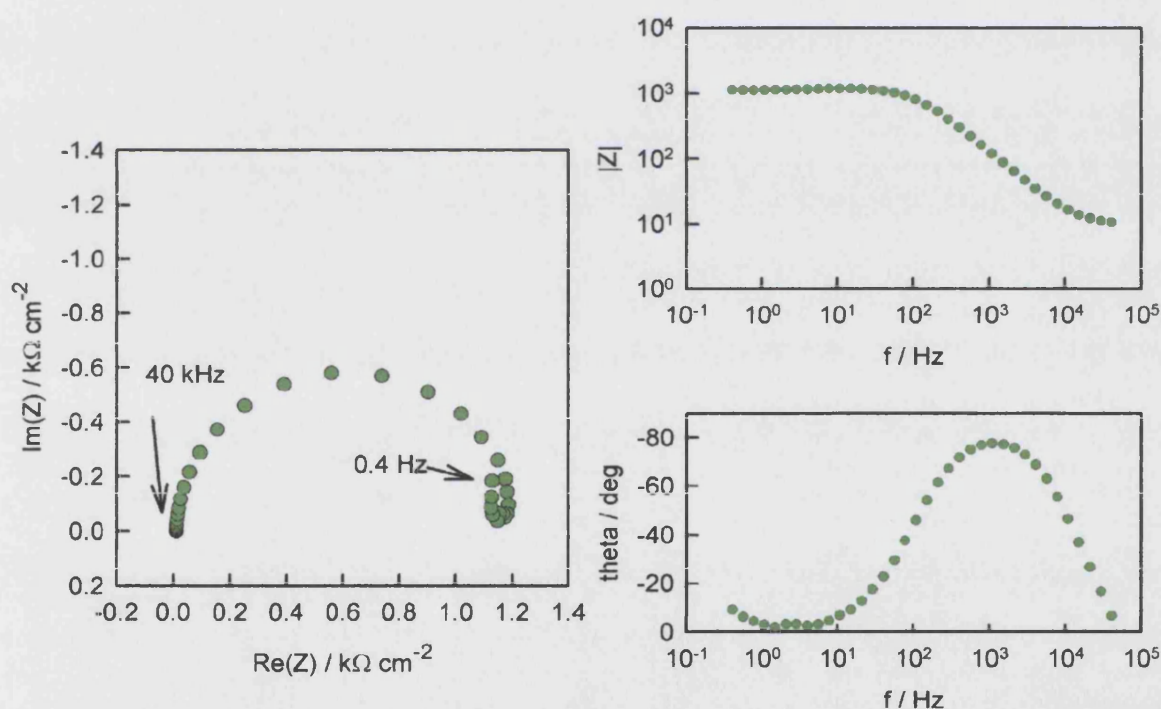 -1.4
-1.2
-1.0
-0.8
-0.6
-0.4
-0.2
0.0
0.2
Im(Z) / kΩ cm⁻²
40 kHz
0.4 Hz
-0.2 0.0 0.2 0.4 0.6 0.8 1.0 1.2 1.4
Re(Z) / kΩ cm⁻²
10⁴
10³
10²
10¹
10⁰
|Z|
10⁻¹ 10⁰ 10¹ 10² 10³ 10⁴ 10⁵
f / Hz
-80
-60
-40
-20
0
theta / deg
10⁻¹ 10⁰ 10¹ 10² 10³ 10⁴ 10⁵
f / Hz